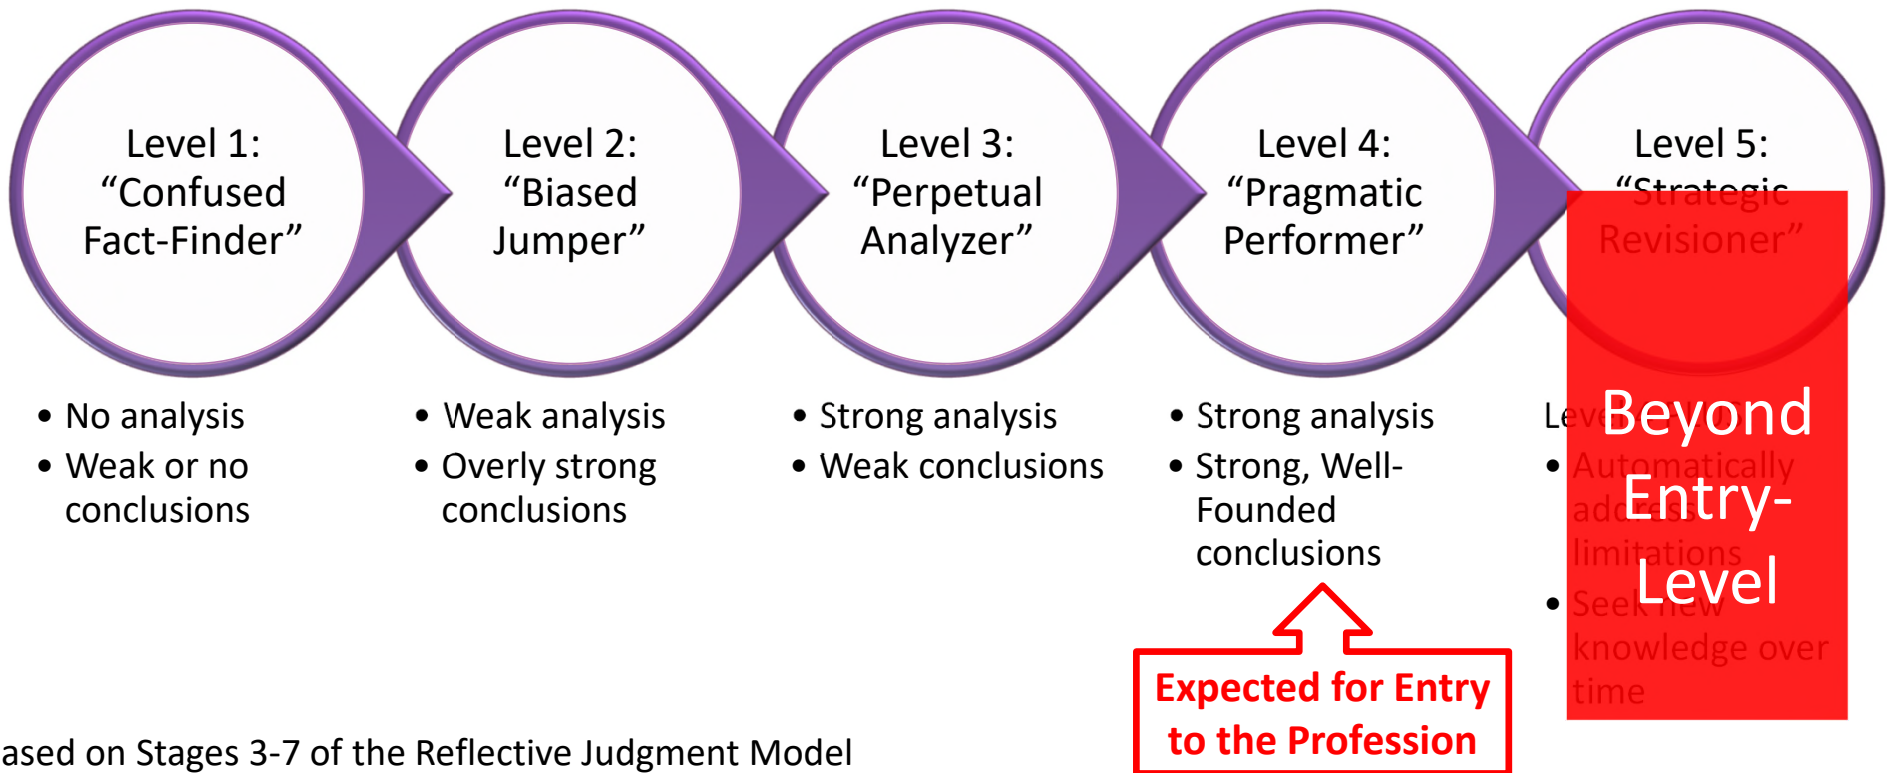 Level 1:
“Confused
Fact-Finder”
• No analysis
• Weak or no
conclusions
Level 2:
“Biased
Jumper”
• Weak analysis
• Overly strong
conclusions
Level 3:
“Perpetual
Analyzer”
• Strong analysis
• Weak conclusions
Level 4:
“Pragmatic
Performer”
• Strong analysis
• Strong, Well-
Founded
conclusions
Expected for Entry
to the Profession
Level 5:
“Strategic
Revisioner”
• Automatically
address
limitations
• Seek new
knowledge over
time
Beyond
Entry-
Level
ased on Stages 3-7 of the Reflective Judgment Model